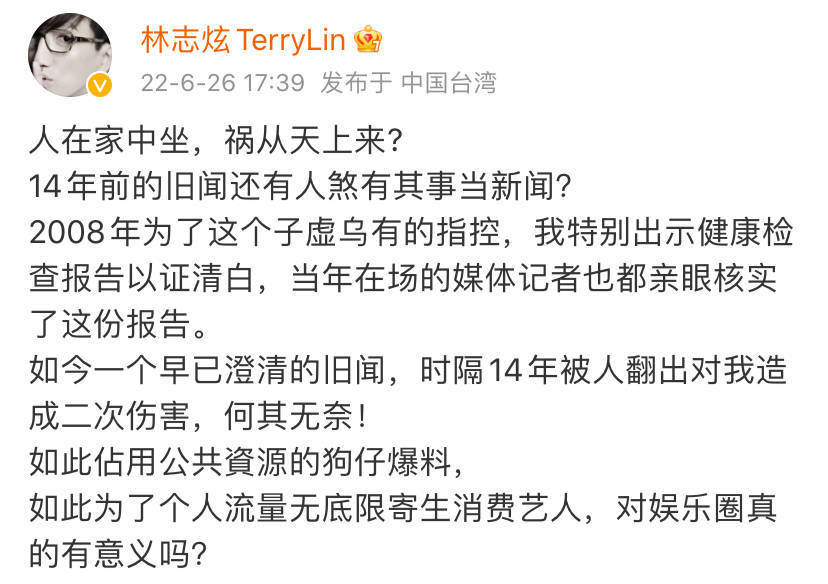 林志炫TerryLin
22-6-26 17:39 发布于 中国台湾
人在家中坐，祸从天上来？
14年前的旧闻还有人煞有其事当新闻？
2008年为了这个子虚乌有的指控，我特别出示健康检
查报告以证清白，当年在场的媒体记者也都亲眼核实
了这份报告。
如今一个早已澄清的旧闻，时隔14年被人翻出对我造
成二次伤害，何其无奈！
如此佔用公共資源的狗仔爆料，
如此为了个人流量无底限寄生消费艺人，对娱乐圈真
的有意义吗？